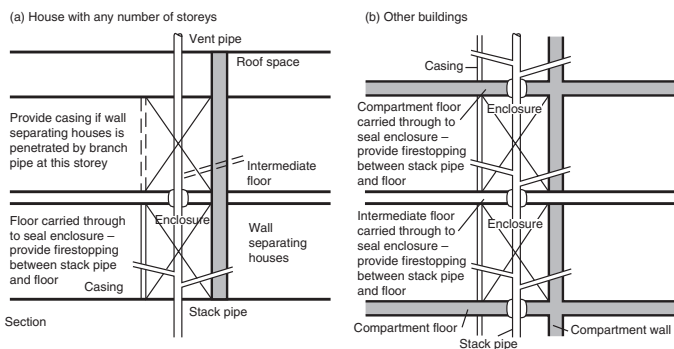 (a) House with any number of storeys
Vent pipe
Roof space
Provide casing if wall
separating houses is
penetrated by branch
pipe at this storey
Intermediate
floor
Floor carried through
to seal enclosure –
provide firestopping
between stack pipe
and floor
Enclosure
Wall
separating
houses
Casing
Stack pipe
Section
(b) Other buildings
Casing
Compartment floor
carried through to
seal enclosure –
provide firestopping
between stack pipe
and floor
Enclosure
Intermediate floor
carried through to
seal enclosure –
provide firestopping
between stack pipe
and floor
Enclosure
Compartment floor
Stack pipe
Compartment wall